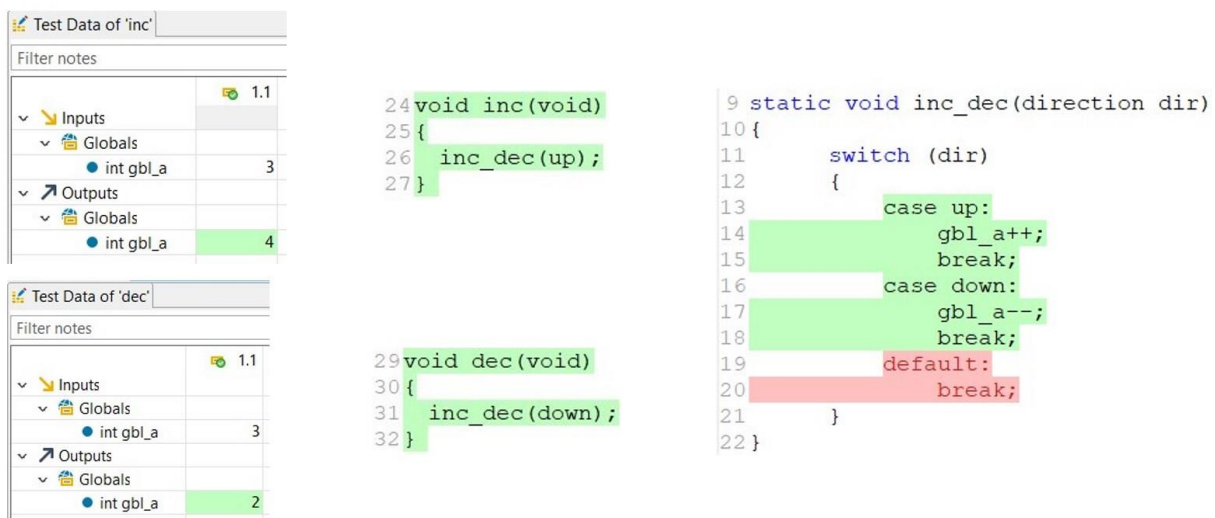 Test Data of 'inc'
Filter notes
1.1
Inputs
Globals
int gbl_a 3
Outputs
Globals
int gbl_a 4
Test Data of 'dec'
Filter notes
1.1
Inputs
Globals
int gbl_a 3
Outputs
Globals
int gbl_a 2
24 void inc(void)
25 {
26 inc_dec(up);
27 }
29 void dec(void)
30 {
31 inc_dec(down);
32 }
9 static void inc_dec(direction dir)
10 {
11 switch (dir)
12 {
13 case up:
14 gbl_a++;
15 break;
16 case down:
17 gbl_a--;
18 break;
19 default:
20 break;
21 }
22 }